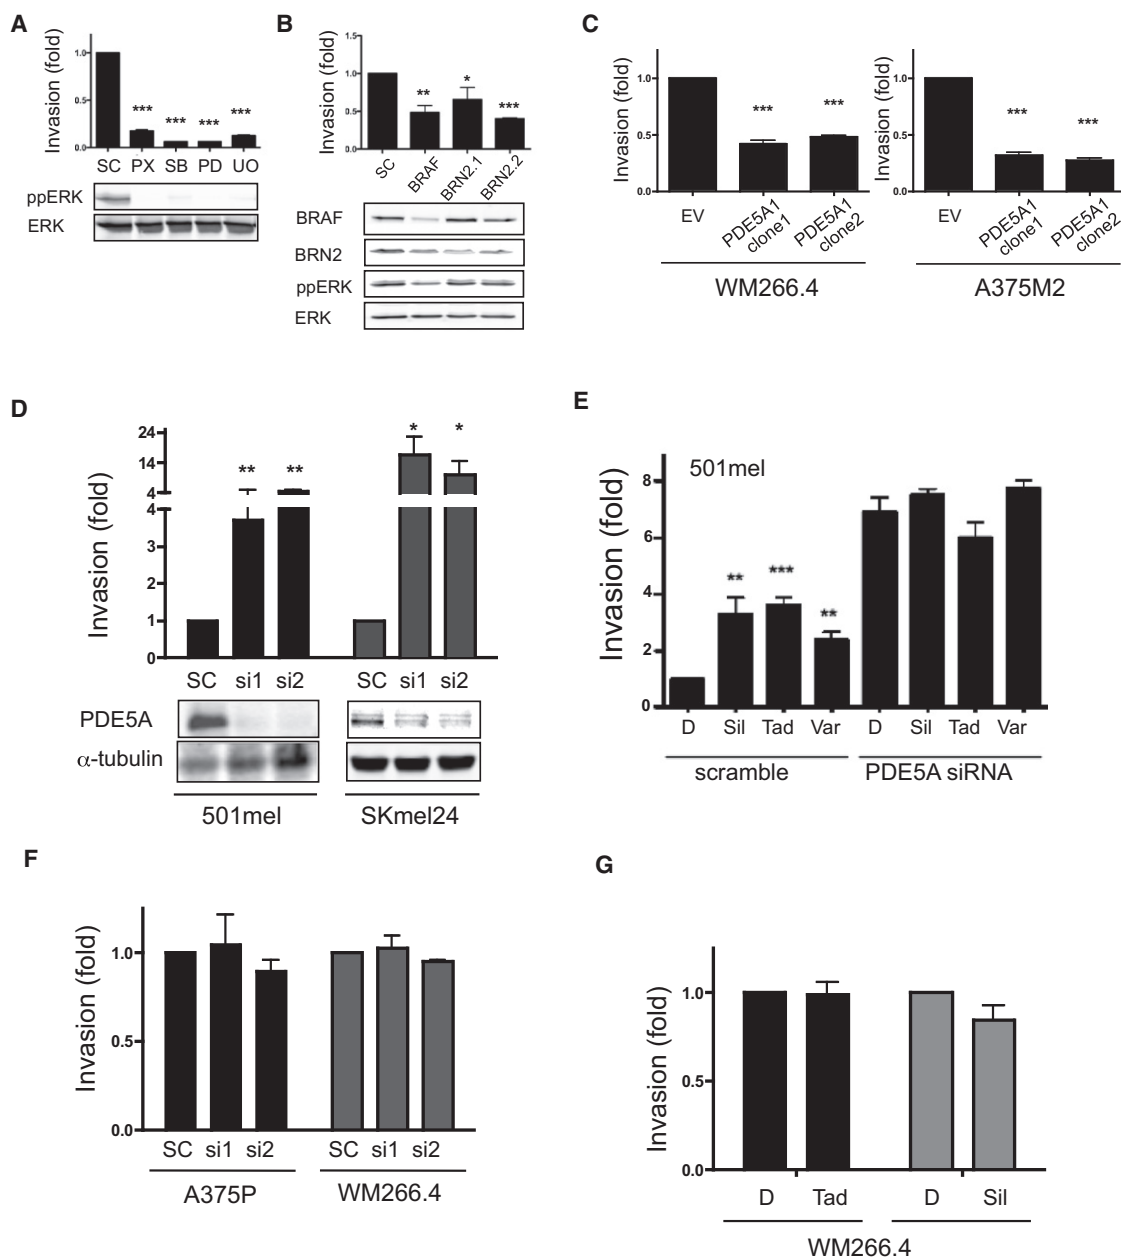 A
Invasion (fold)
1.0
0.5
0.0
***
***
***
***
SC PX SB PD UO
ppERK
ERK
B
Invasion (fold)
1.5
1.0
0.5
0.0
**
*
***
SC
BRAF
BRN2.1
BRN2.2
BRAF
BRN2
ppERK
ERK
C
Invasion (fold)
1.0
0.5
0.0
***
***
EV
PDE5A1
clone1
PDE5A1
clone2
WM266.4
Invasion (fold)
1.0
0.5
0.0
***
***
EV
PDE5A1
clone1
PDE5A1
clone2
A375M2
D
Invasion (fold)
24
14
4
4
3
2
1
0
**
**
*
*
SC si1 si2 SC si1 si2
PDE5A
α-tubulin
501mel SKmel24
E
501mel
Invasion (fold)
8
6
4
2
0
**
***
**
D Sil Tad Var D Sil Tad Var
scramble PDE5A siRNA
F
Invasion (fold)
1.0
0.5
0.0
SC si1 si2 SC si1 si2
A375P WM266.4
G
Invasion (fold)
1.0
0.5
0.0
D Tad D Sil
WM266.4